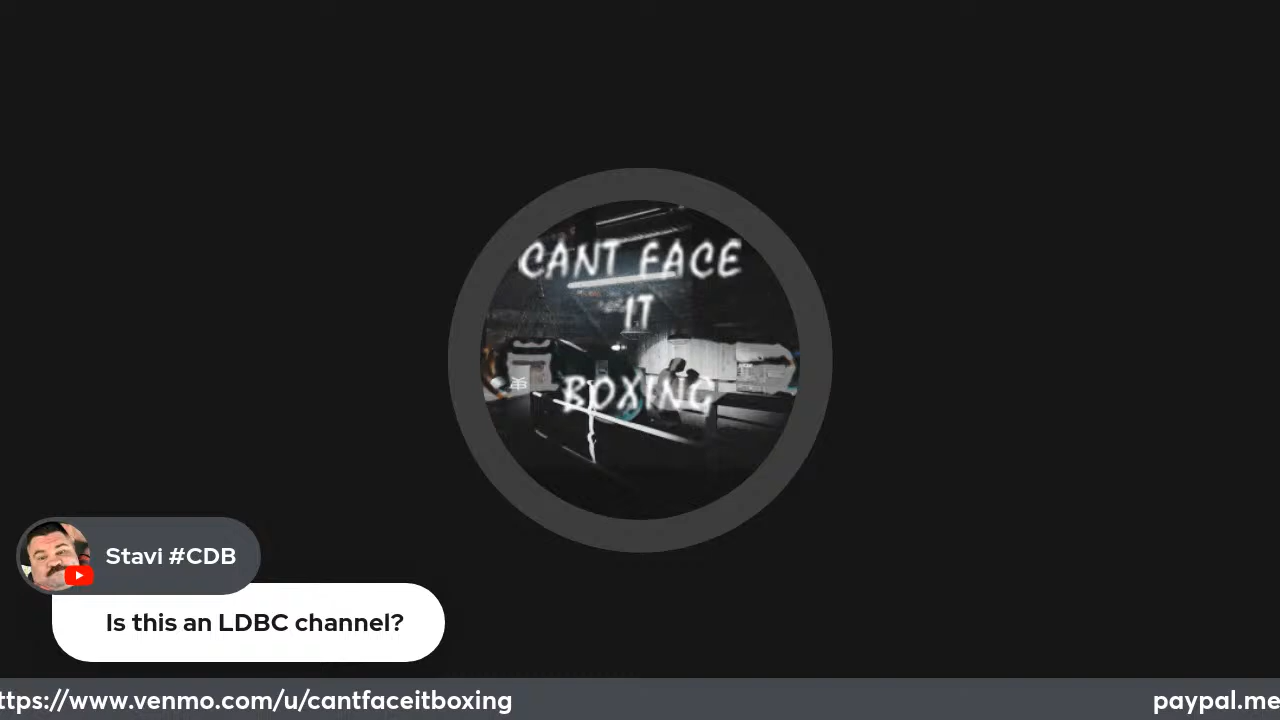 CANT FACE
IT
BOXING
Stavi #CDB
Is this an LDBC channel?
ttps://www.venmo.com/u/cantfaceitboxing
paypal.me